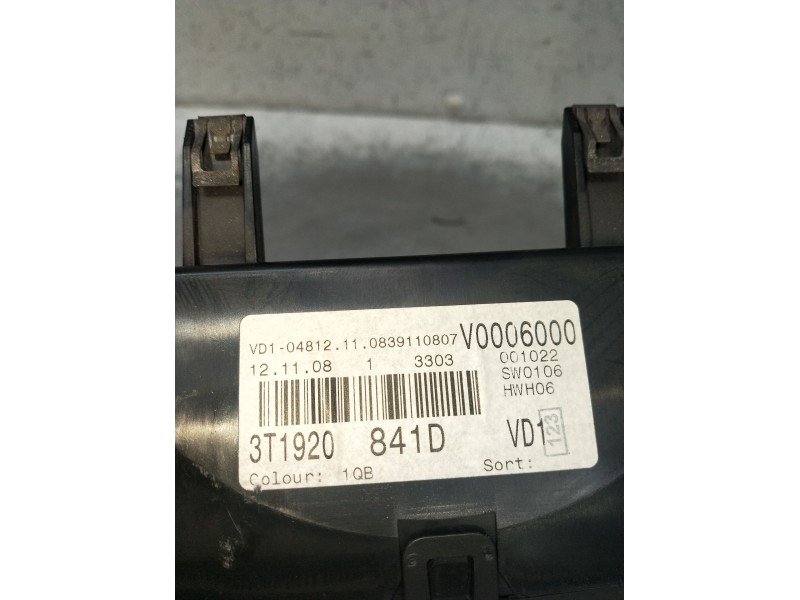 VD1-04812.11.0839110807 V0006000
12.11.08 1 3303 001022
SW0106
HWH06
3T1920 841D VD1 123
Colour: 1QB Sort: